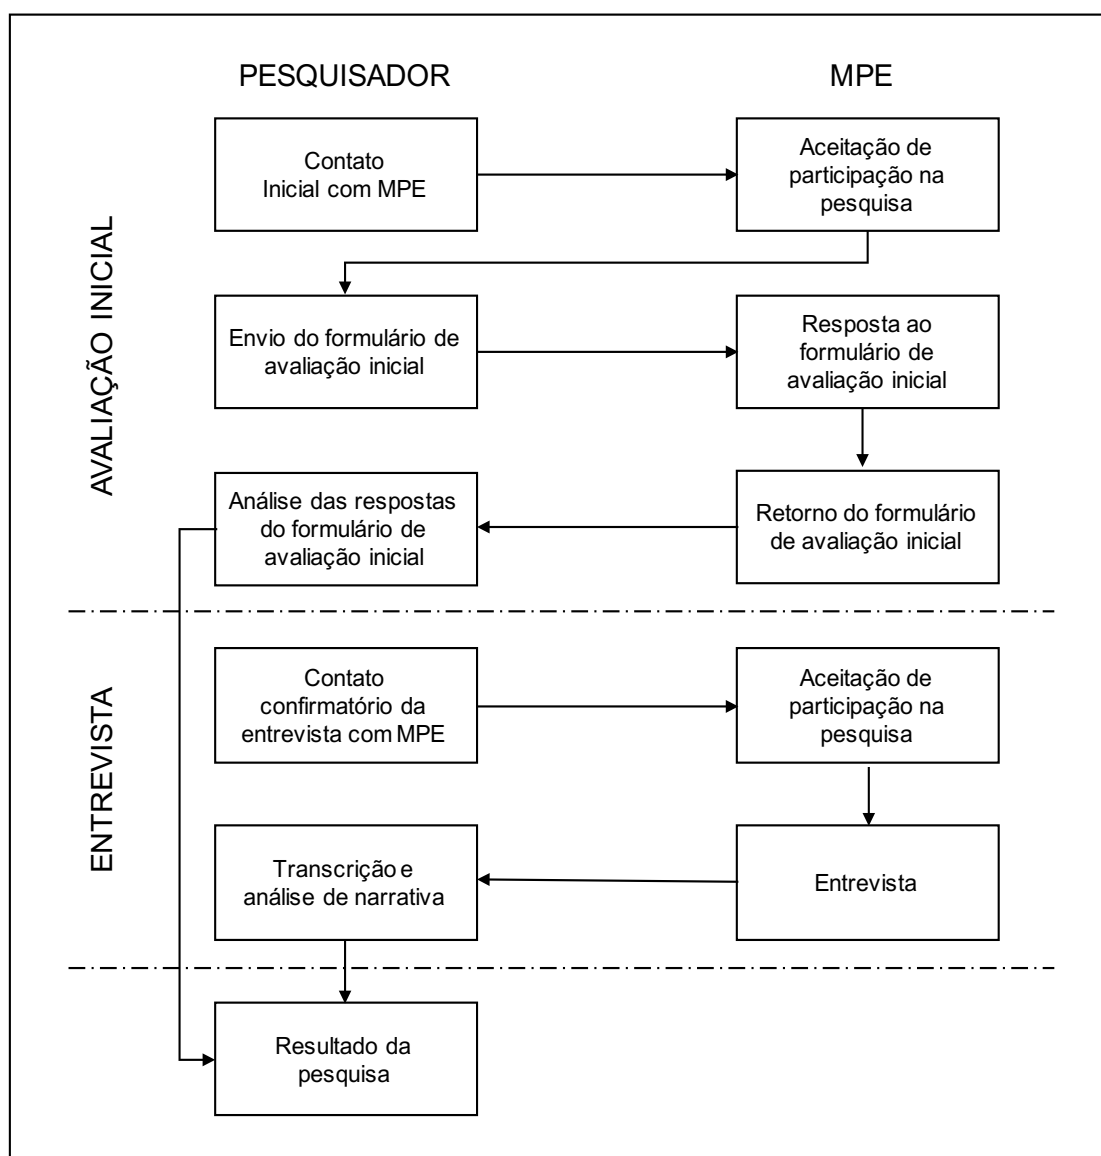 PESQUISADOR
MPE
AVALIAÇÃO INICIAL
Contato
Inicial com MPE
Aceitação de
participação na
pesquisa
Envio do formulário de
avaliação inicial
Resposta ao
formulário de
avaliação inicial
Análise das respostas
do formulário de
avaliação inicial
Retorno do formulário
de avaliação inicial
ENTREVISTA
Contato
confirmatório da
entrevista com MPE
Aceitação de
participação na
pesquisa
Transcrição e
análise de narrativa
Entrevista
Resultado da
pesquisa